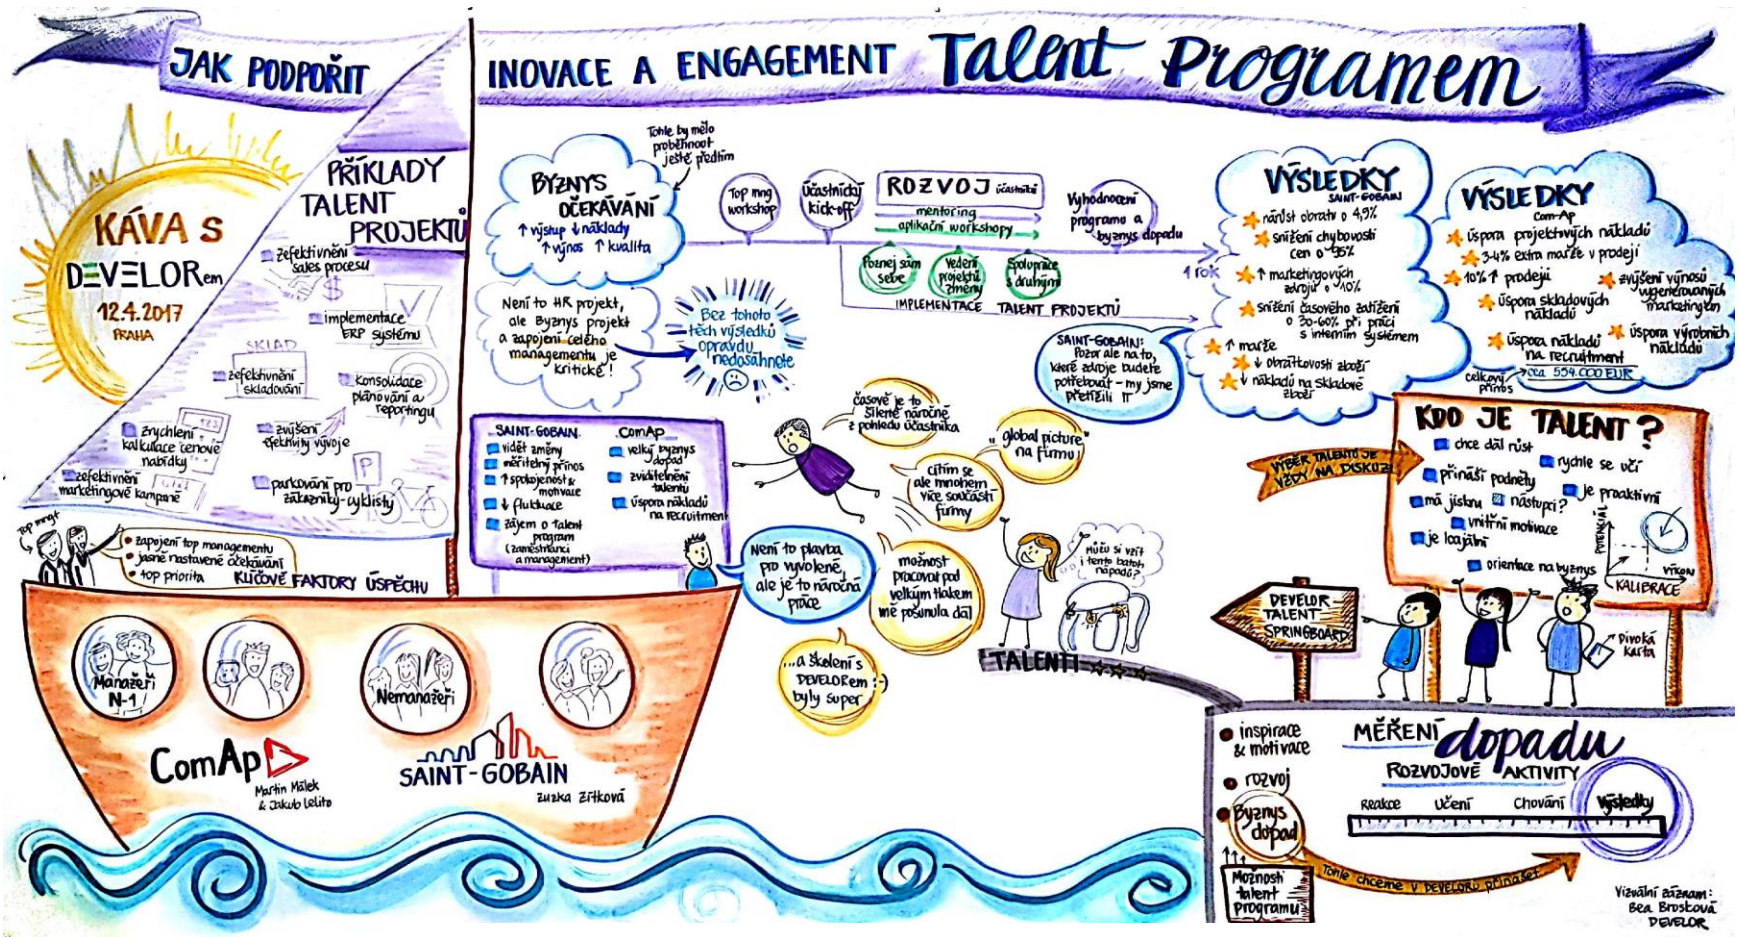 JAK PODPOŘIT
INOVACE A ENGAGEMENT Talent Programem
KÁVA S
DEVELORem
12.4.2017
PRAHA
PŘÍKLADY
TALENT
PROJEKTŮ
zefektivnění
sales procesu
implementace
ERP systému
SKLAD
zefektivnění
skladování
konsolidace
plánování a
reportingu
zrychlení
kalkulace cenové
nabídky
zvýšení
efektivity vývoje
zefektivnění
marketingové kampaně
P
parkování pro
zákazníky-cyklisty
Top mngt
zapojení top managementu
jasně nastavené očekávání
top priorita
KLÍČOVÉ FAKTORY ÚSPĚCHU
Manažeři
N-1
Nemanažeři
ComAp
Martin Málek
& Jakub Lelito
SAINT-GOBAIN
Zuzka Zítková
BYZNYS
OČEKÁVÁNÍ
↑ výstup ↓ náklady
↑ výnos ↑ kvalita
Tohle by mělo
proběhnout
ještě předtím
Není to HR projekt,
ale Byznys projekt
a zapojení celého
managementu je
kritické!
Bez tohoto
těch výsledků
opravdu
nedosáhnete
Top mng
workshop
Účastnický
kick-off
ROZVOJ účastníků
mentoring
aplikační workshopy
Poznej sám
sebe
Vedení
projektů
změny
Spolupráce
s druhými
IMPLEMENTACE TALENT PROJEKTŮ
Vyhodnocení
programu a
byznys dopadu
1 rok
SAINT-GOBAIN:
Pozor ale na to,
které zdroje budete
potřebovat - my jsme
přetížili IT
VÝSLEDKY
SAINT-GOBAIN
nárůst obratu o 4,9%
snížení chybovosti
cen o 95%
↑ marketingových
zdrojů o 10%
snížení časového zatížení
o 30-60% při práci
s interním systémem
↑ marže
↓ obrátkovosti zboží
↓ nákladů na skladové
zboží
VÝSLEDKY
Com-Ap
úspora projektových nákladů
3-4% extra marže v prodeji
10% ↑ prodejů
zvýšení výnosů
vygenerovaných
marketingem
úspora skladových
nákladů
úspora výrobních
nákladů
úspora nákladů
na recruitment
celkový
přínos
cca 554.000 EUR
SAINT-GOBAIN
vidět změny
měřitelný přínos
↑ spokojenost &
motivace
↓ fluktuace
zájem o talent
program
(zaměstnanci
a management)
ComAp
velký byznys
dopad
zviditelnění
talentů
úspora nákladů
na recruitment
časově je to
šíleně náročné
z pohledu účastníka
"global picture"
na firmu
cítím se
ale mnohem
více součástí
firmy
Není to plavba
pro vyvolené,
ale je to náročná
práce
možnost
pracovat pod
velkým tlakem
mě posunula dál
...a školení s
DEVELORem :-)
byly super
Můžu si vzít
i tento batoh
nápadů?
TALENTI
VÝBĚR TALENTŮ JE
VŽDY NA DISKUZI
KDO JE TALENT?
chce dál růst
rychle se učí
přináší podněty
je proaktivní
má jiskru
nástupci?
vnitřní motivace
je loajální
orientace na byznys
POTENCIÁL
VÝKON
KALIBRACE
DEVELOR
TALENT
SPRINGBOARD
Divoká
karta
inspirace
& motivace
rozvoj
Byznys
dopad
Možnosti
talent
programu
MĚŘENÍ dopadu
ROZVOJOVÉ AKTIVITY
Reakce Učení Chování Výsledky
Tohle chceme v DEVELORu přinášet
Vizuální záznam:
Bea Brosková
DEVELOR